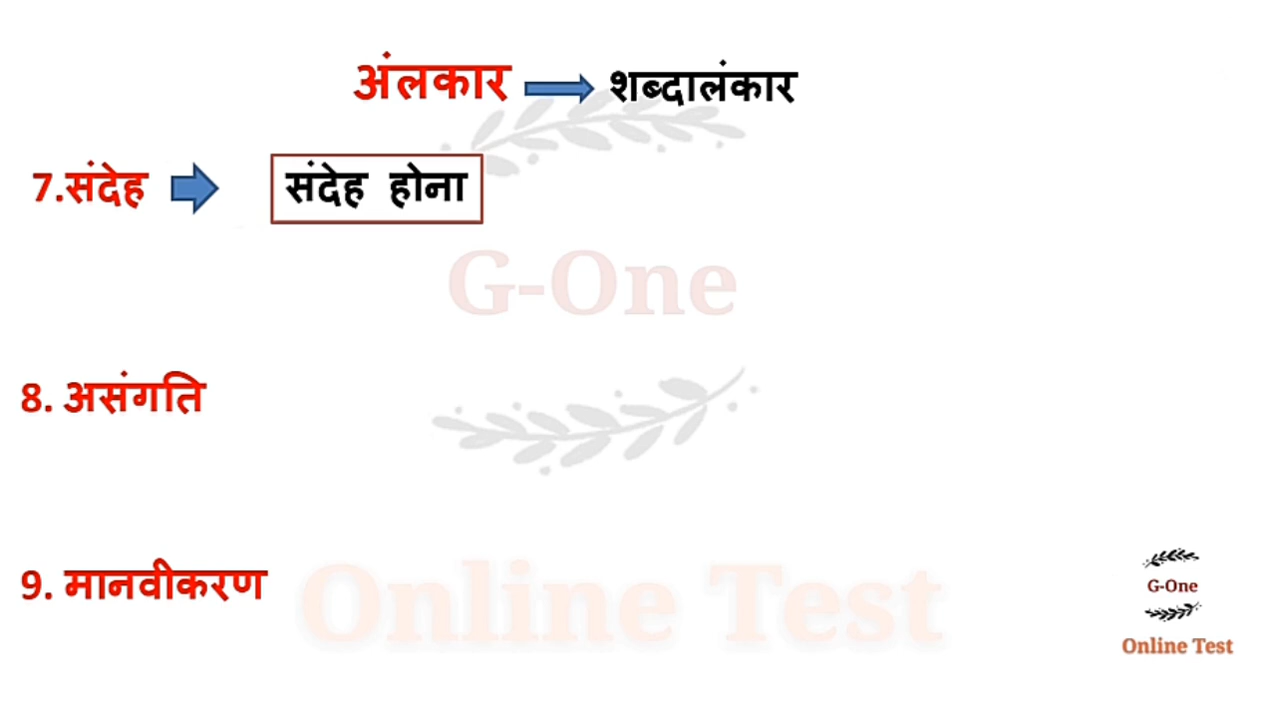 अंलकार शब्दालंकार
7.संदेह संदेह होना
G-One
8. असंगति
9. मानवीकरण
Online Test
G-One
Online Test